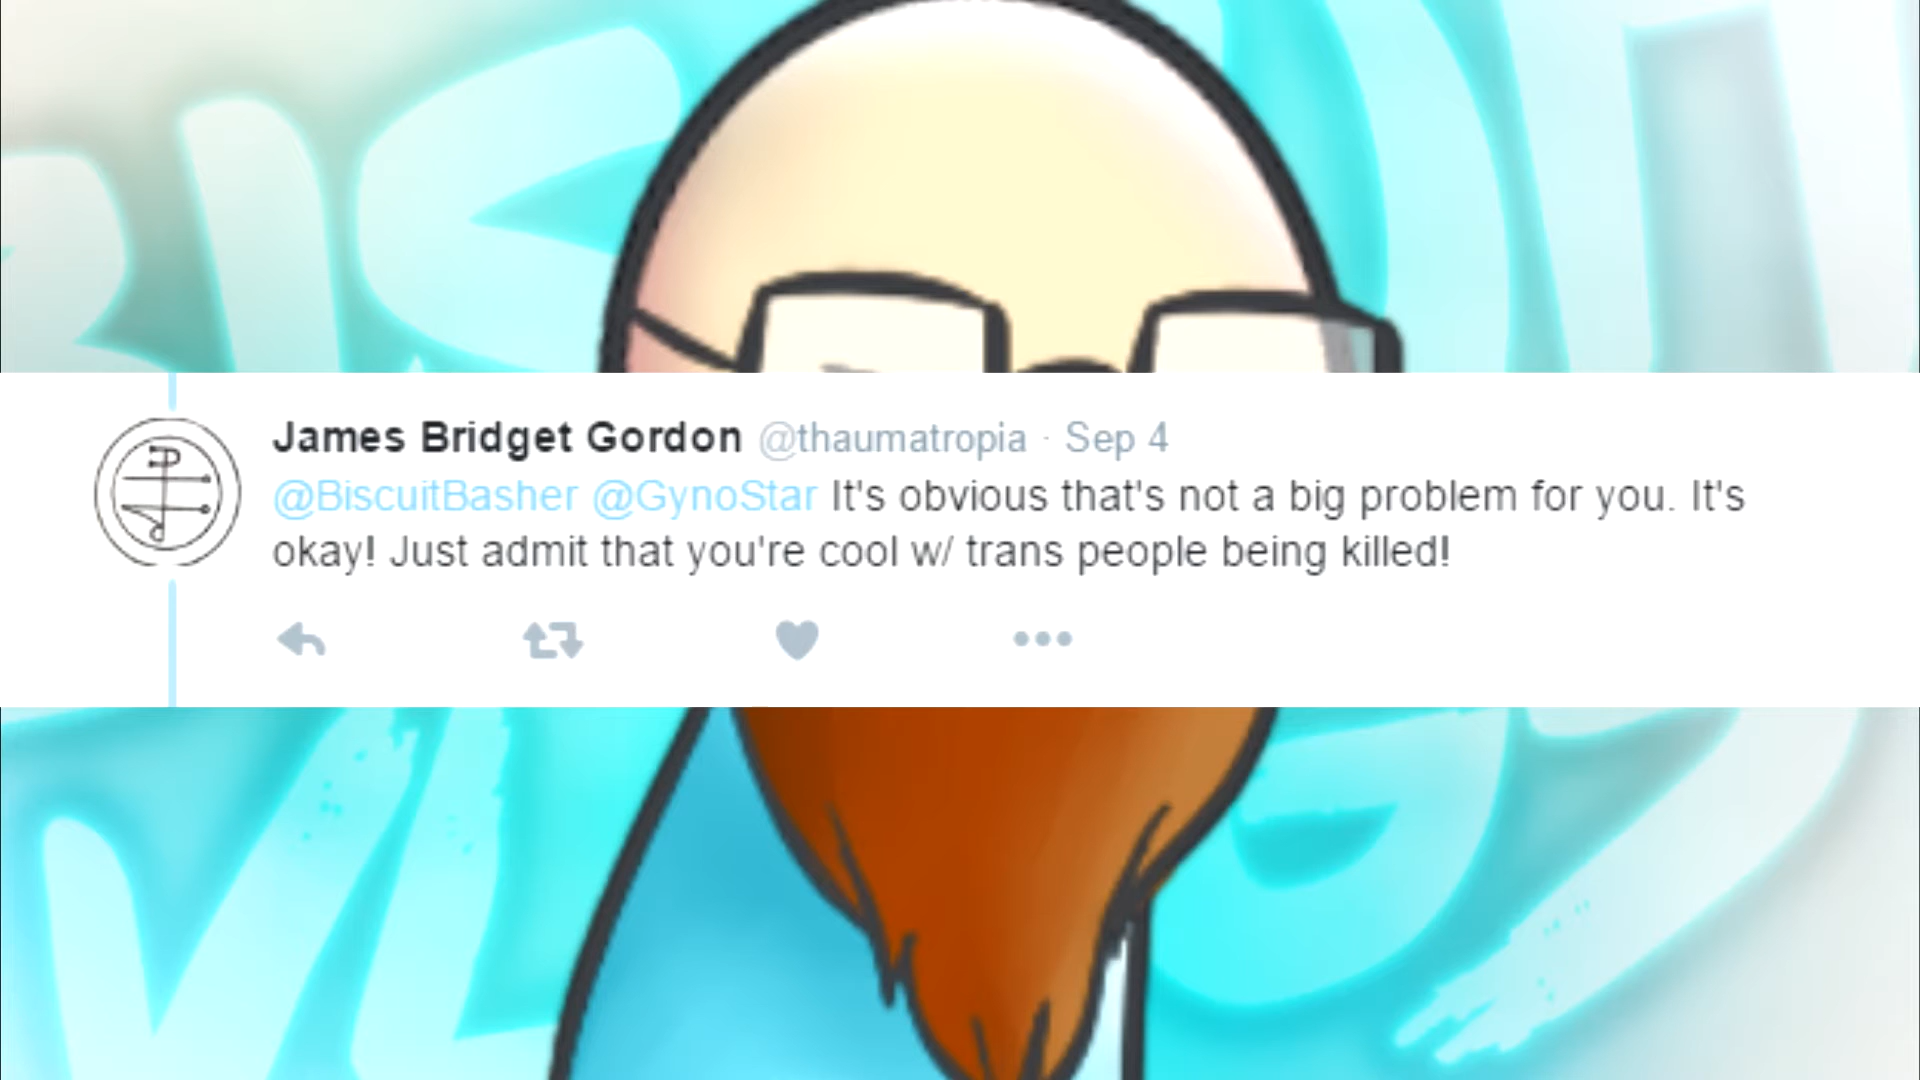 James Bridget Gordon @thaumatropia · Sep 4
@BiscuitBasher @GynoStar It's obvious that's not a big problem for you. It's
okay! Just admit that you're cool w/ trans people being killed!